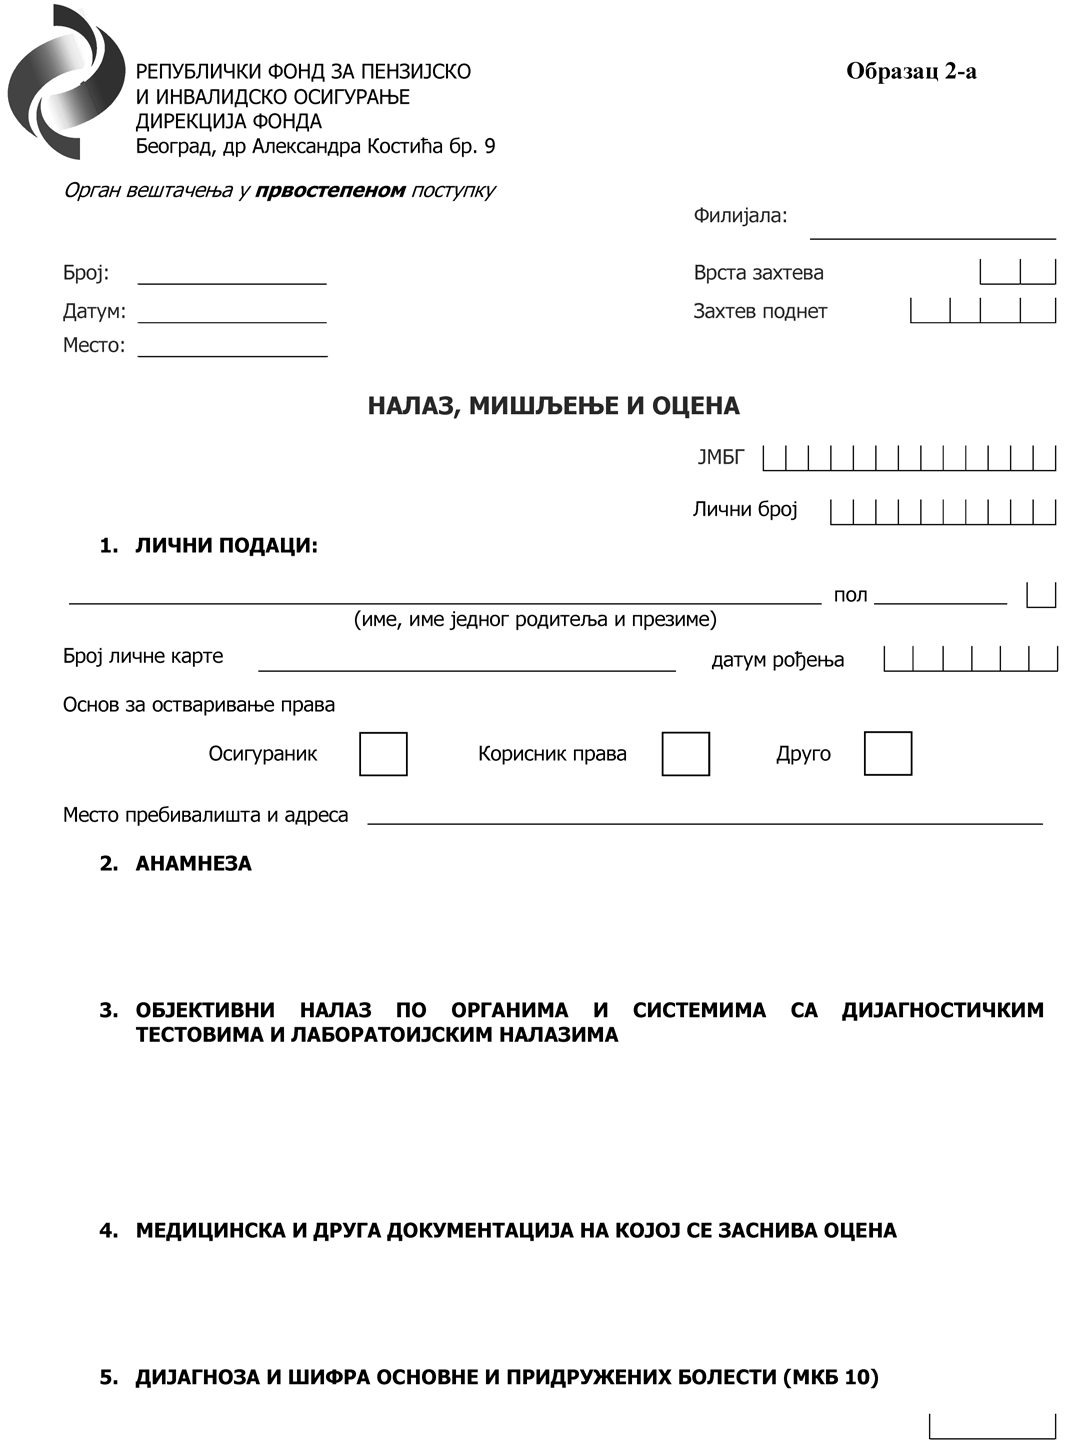 РЕПУБЛИЧКИ ФОНД ЗА ПЕНЗИЈСКО
И ИНВАЛИДСКО ОСИГУРАЊЕ
ДИРЕКЦИЈА ФОНДА
Београд, др Александра Костића бр. 9
Образац 2-а
Орган вештачења у првостепеном поступку
Филијала:
Број:
Врста захтева
Датум:
Захтев поднет
Место:
НАЛАЗ, МИШЉЕЊЕ И ОЦЕНА
ЈМБГ
Лични број
1. ЛИЧНИ ПОДАЦИ:
пол
(име, име једног родитеља и презиме)
Број личне карте
датум рођења
Основ за остваривање права
Осигураник Корисник права Друго
Место пребивалишта и адреса
2. АНАМНЕЗА
3. ОБЈЕКТИВНИ НАЛАЗ ПО ОРГАНИМА И СИСТЕМИМА СА ДИЈАГНОСТИЧКИМ
ТЕСТОВИМА И ЛАБОРАТОИЈСКИМ НАЛАЗИМА
4. МЕДИЦИНСКА И ДРУГА ДОКУМЕНТАЦИЈА НА КОЈОЈ СЕ ЗАСНИВА ОЦЕНА
5. ДИЈАГНОЗА И ШИФРА ОСНОВНЕ И ПРИДРУЖЕНИХ БОЛЕСТИ (МКБ 10)